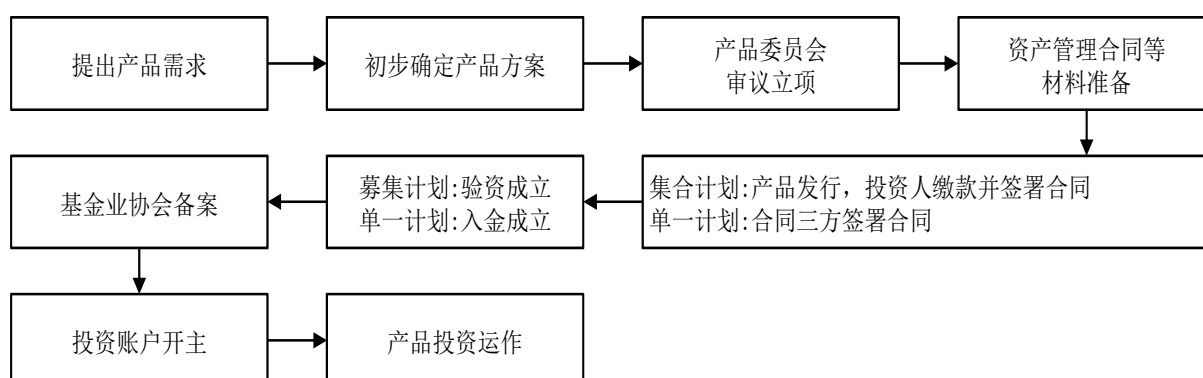 提出产品需求
初步确定产品方案
产品委员会
审议立项
资产管理合同等
材料准备
集合计划:产品发行，投资人缴款并签署合同
单一计划:合同三方签署合同
募集计划:验资成立
单一计划:入金成立
基金业协会备案
投资账户开主
产品投资运作